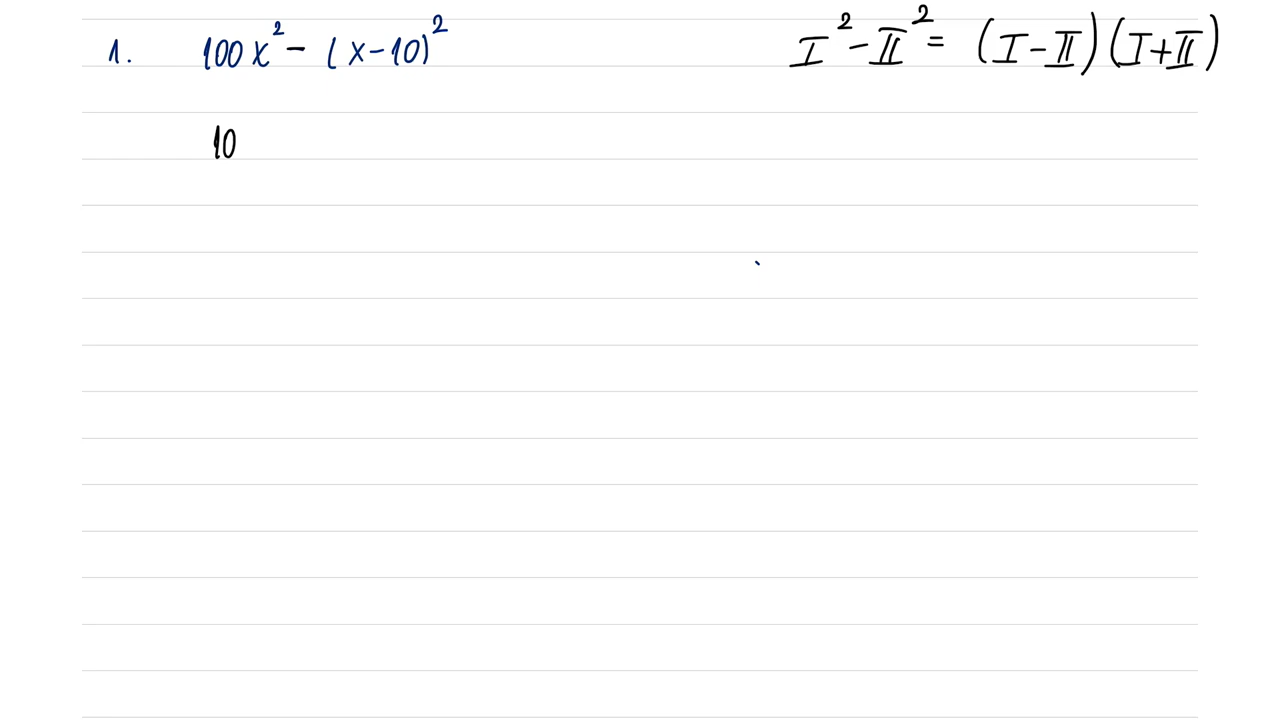 1. 100x² - (x-10)² I² - II² = (I-II)(I+II)
10